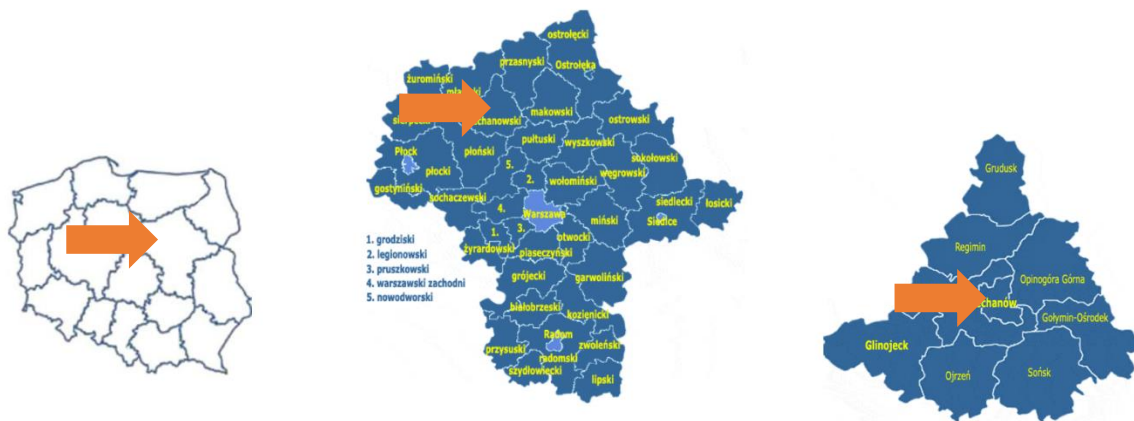 ostrołęcki
przasnyski
Ostrołęka
żuromiński
makowski
ostrowski
pułtuski
wyszkowski
Płock
płocki
płoński
5.
sokołowski
węgrowski
2.
wołomiński
gostyniński
sochaczewski
4.
Warszawa
siedlecki
łosicki
Siedlce
miński
1.
3.
otwocki
żyrardowski
piaseczyński
1. grodziski
2. legionowski
3. pruszkowski
4. warszawski zachodni
5. nowodworski
grójecki
garwoliński
białobrzeski
kozienicki
Radom
zwoleński
przysuski
radomski
szydłowiecki
lipski
Grudusk
Regimin
Opinogóra Górna
Gołymin-Ośrodek
Glinojeck
Ojrzeń
Sońsk